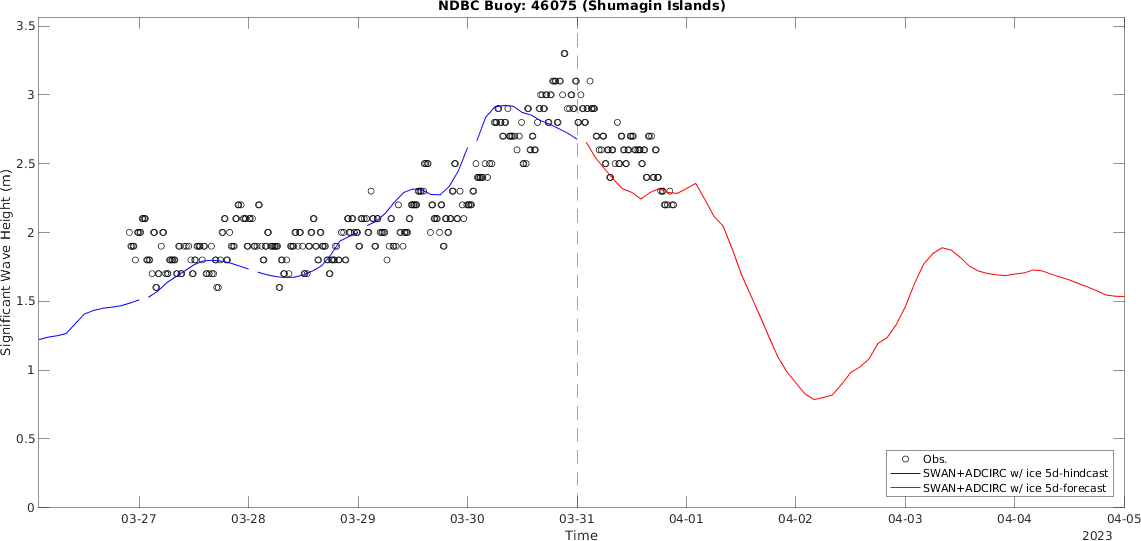 NDBC Buoy: 46075 (Shumagin Islands)
3.5
3
2.5
2
1.5
1
0.5
0
Significant Wave Height (m)
Obs.
SWAN+ADCIRC w/ ice 5d-hindcast
SWAN+ADCIRC w/ ice 5d-forecast
03-27 03-28 03-29 03-30 03-31 04-01 04-02 04-03 04-04 04-05
Time
2023